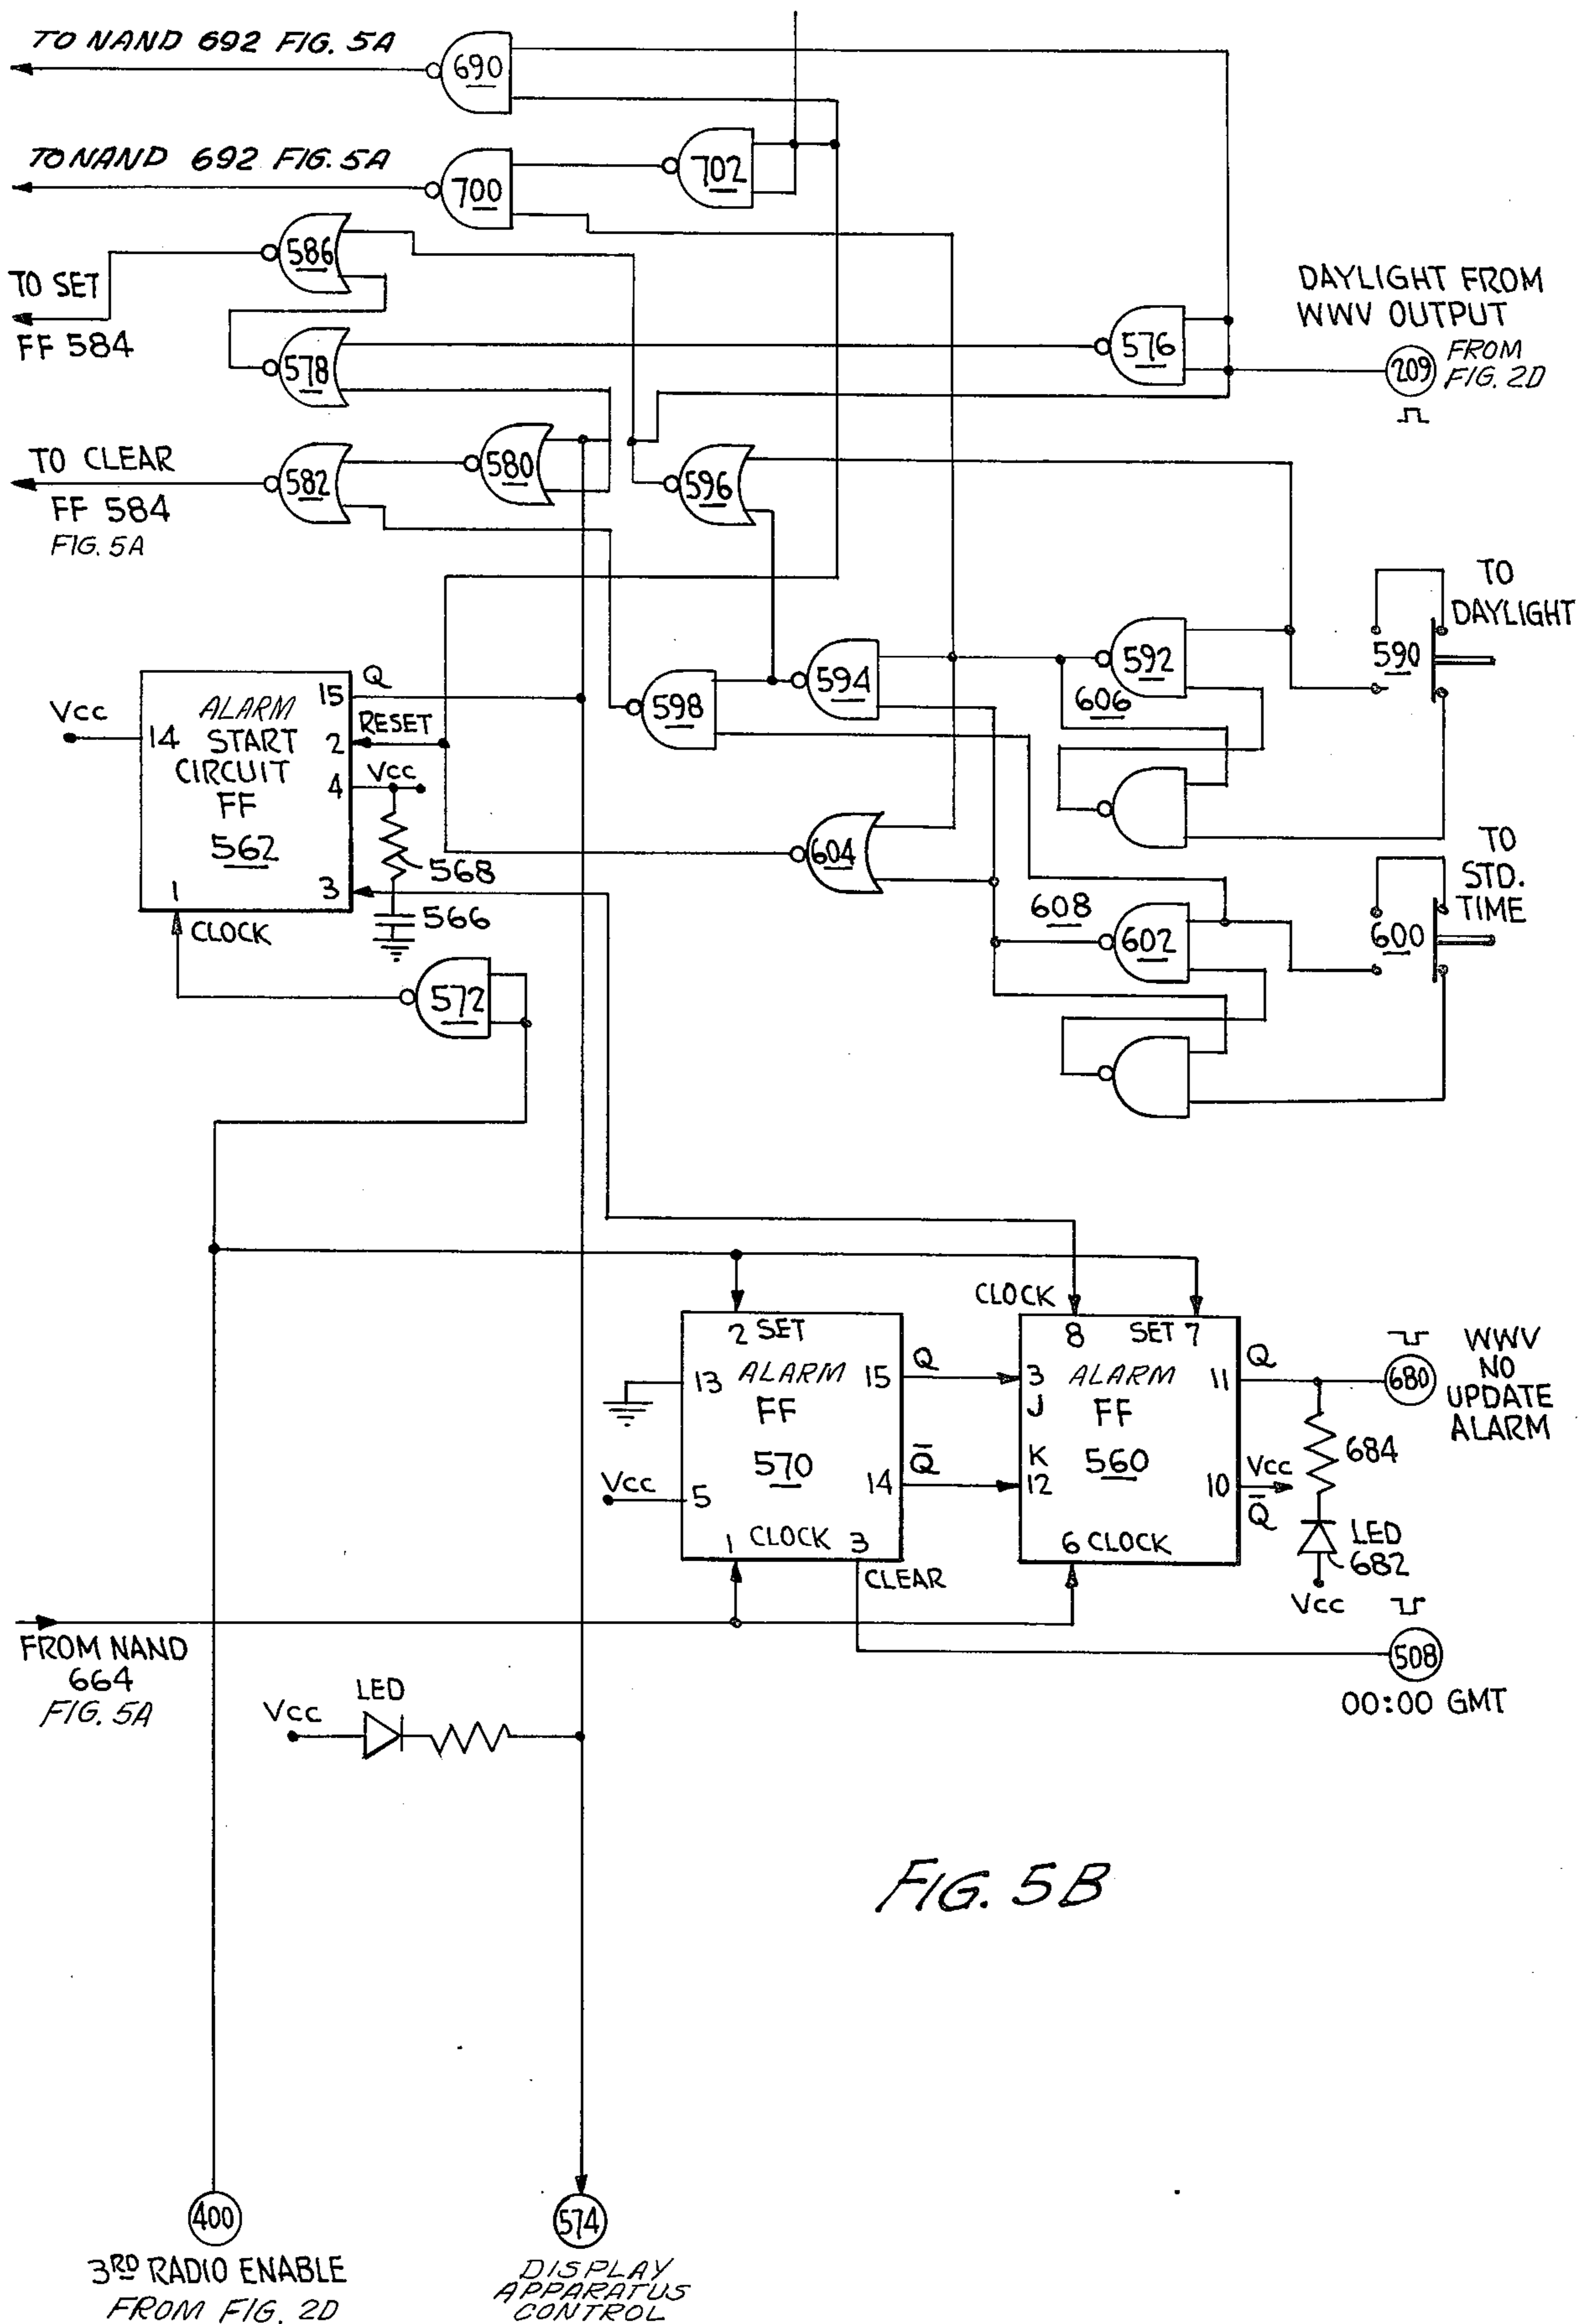 TO NAND 692 FIG. 5A
690
TO NAND 692 FIG. 5A
700
702
586
TO SET
FF 584
578
576
DAYLIGHT FROM
WWV OUTPUT
209
FROM
FIG. 2D
TO CLEAR
FF 584
FIG. 5A
582
580
596
TO
DAYLIGHT
590
592
606
594
598
Vcc
14
ALARM
START
CIRCUIT
FF
562
15
Q
2
RESET
4
Vcc
3
1
CLOCK
568
566
604
608
602
TO
STD.
TIME
600
572
CLOCK
2 SET
13
ALARM
FF
570
15
Q
14
Q̄
Vcc
5
1 CLOCK 3
CLEAR
8 SET 7
3
J
ALARM
FF
K
12
560
11
Q
10
Vcc
Q̄
6 CLOCK
680
WWV
NO
UPDATE
ALARM
684
LED
682
Vcc
508
00:00 GMT
FROM NAND
664
FIG. 5A
LED
Vcc
FIG. 5B
400
3RD RADIO ENABLE
FROM FIG. 2D
574
DISPLAY
APPARATUS
CONTROL